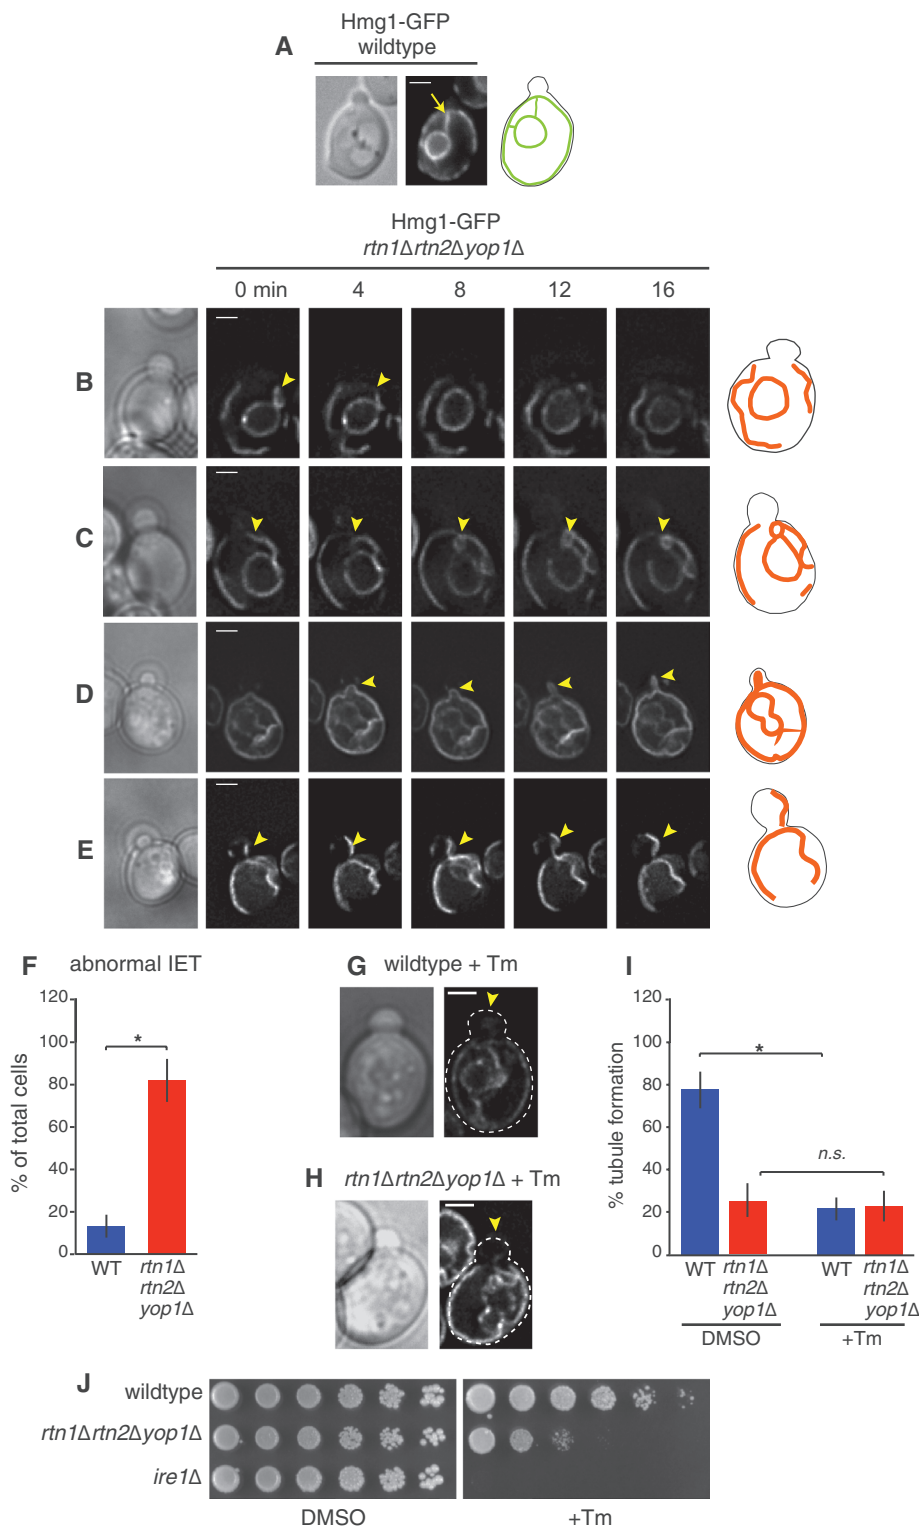 A
Hmg1-GFP
wildtype
Hmg1-GFP
rtn1Δrtn2Δyop1Δ
0 min 4 8 12 16
B
C
D
E
F abnormal IET
120
100
80
60
40
20
0
% of total cells
*
WT
rtn1Δ
rtn2Δ
yop1Δ
G wildtype + Tm
H rtn1Δrtn2Δyop1Δ + Tm
I
120
100
80
60
40
20
0
% tubule formation
*
n.s.
WT rtn1Δ rtn2Δ yop1Δ
WT rtn1Δ rtn2Δ yop1Δ
DMSO +Tm
J
wildtype
rtn1Δrtn2Δyop1Δ
ire1Δ
DMSO +Tm